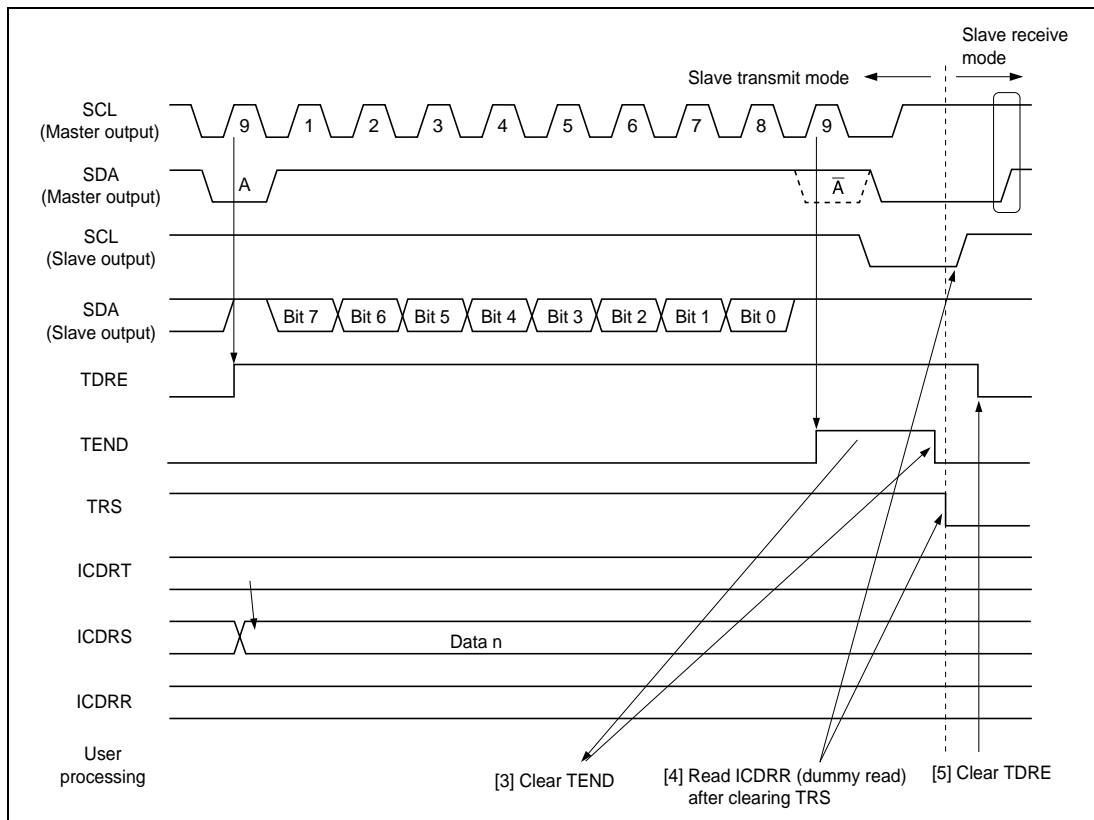 Slave receive
mode
Slave transmit mode
SCL
(Master output)
9 1 2 3 4 5 6 7 8 9
SDA
(Master output)
A A̅
SCL
(Slave output)
SDA
(Slave output)
Bit 7 Bit 6 Bit 5 Bit 4 Bit 3 Bit 2 Bit 1 Bit 0
TDRE
TEND
TRS
ICDRT
ICDRS
Data n
ICDRR
User
processing
[3] Clear TEND
[4] Read ICDRR (dummy read)
after clearing TRS
[5] Clear TDRE